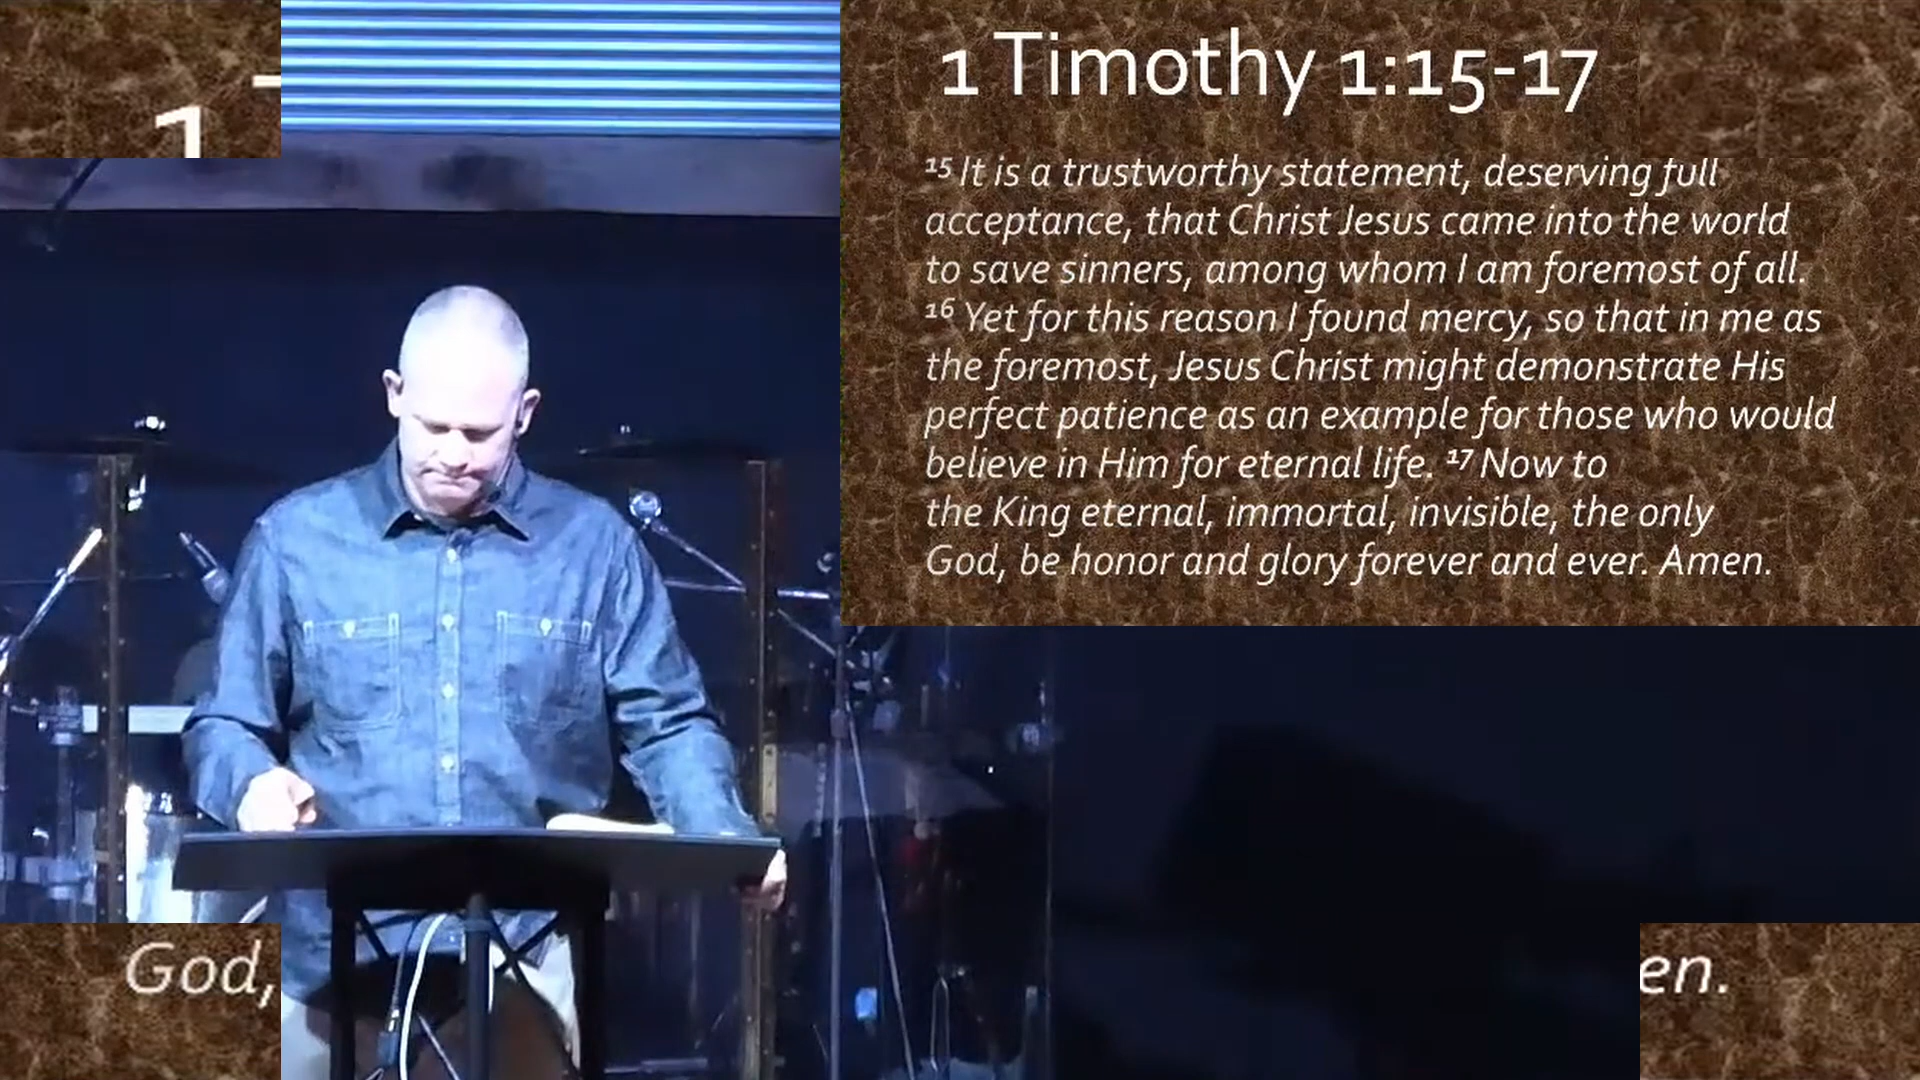 1
1 Timothy 1:15-17
15 It is a trustworthy statement, deserving full
acceptance, that Christ Jesus came into the world
to save sinners, among whom I am foremost of all.
16 Yet for this reason I found mercy, so that in me as
the foremost, Jesus Christ might demonstrate His
perfect patience as an example for those who would
believe in Him for eternal life. 17 Now to
the King eternal, immortal, invisible, the only
God, be honor and glory forever and ever. Amen.
God,
en.